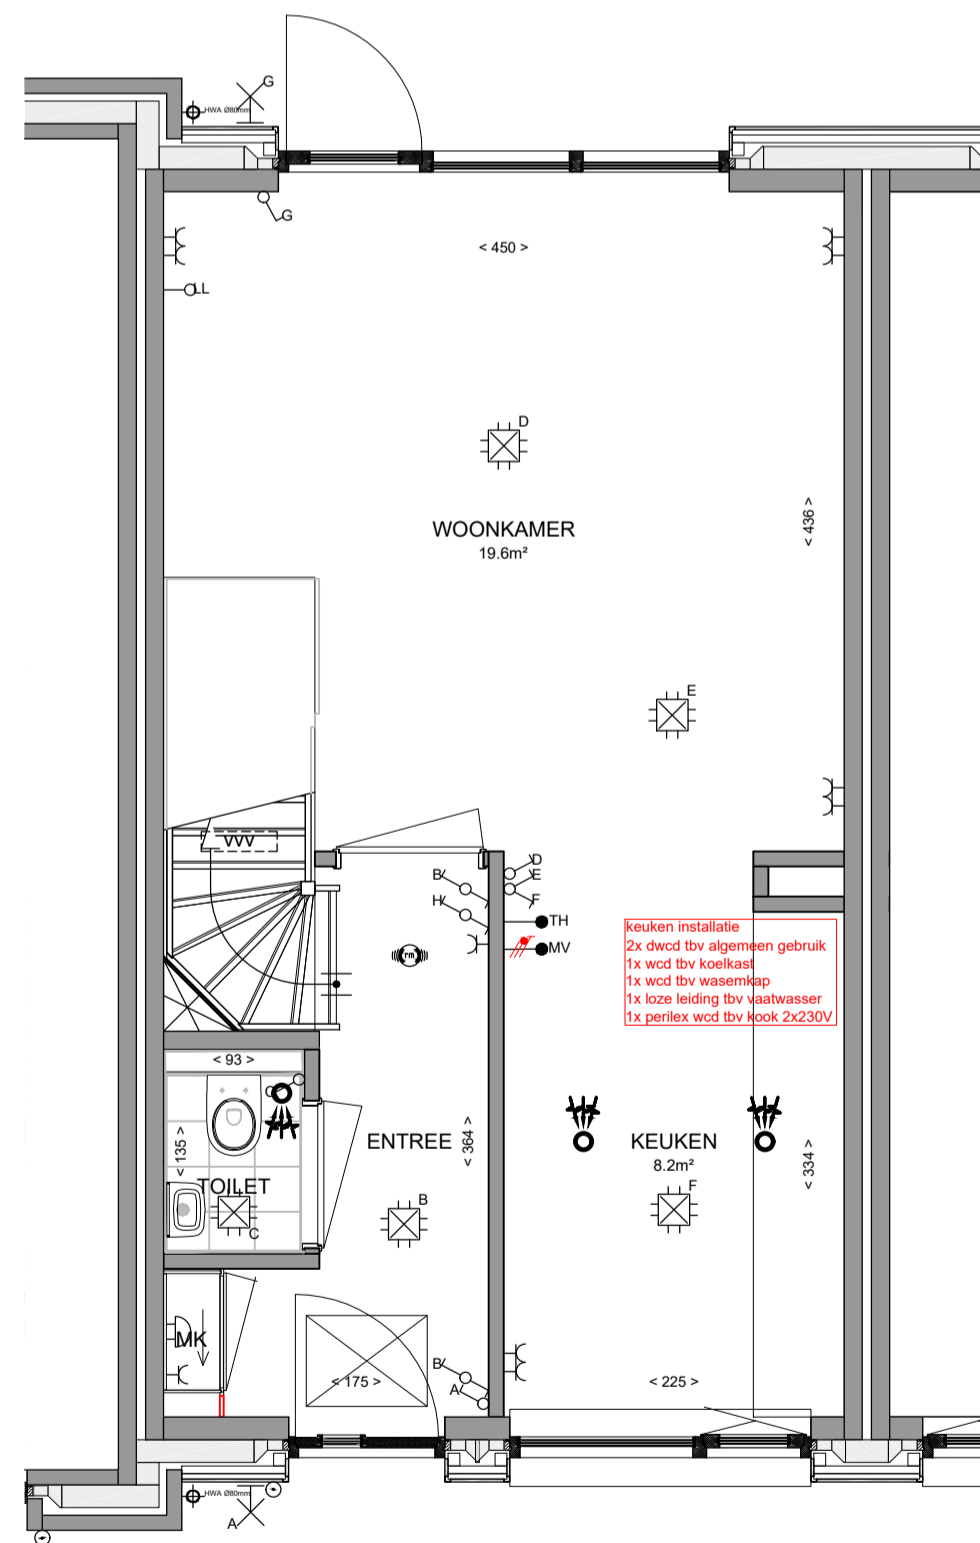 G
HWA Ø80mm
G
< 450 >
LL
D
WOONKAMER
19.6m²
< 436 >
E
VVV
B
H
D
E
F
TH
MV
rm
keuken installatie
2x dwcd tbv algemeen gebruik
1x wcd tbv koelkast
1x wcd tbv wasemkap
1x loze leiding tbv vaatwasser
1x perilex wcd tbv kook 2x230V
< 93 >
< 135 >
TOILET
C
ENTREE
< 364 >
B
KEUKEN
8.2m²
< 334 >
F
MK
< 175 >
B
A
< 225 >
HWA Ø80mm
A